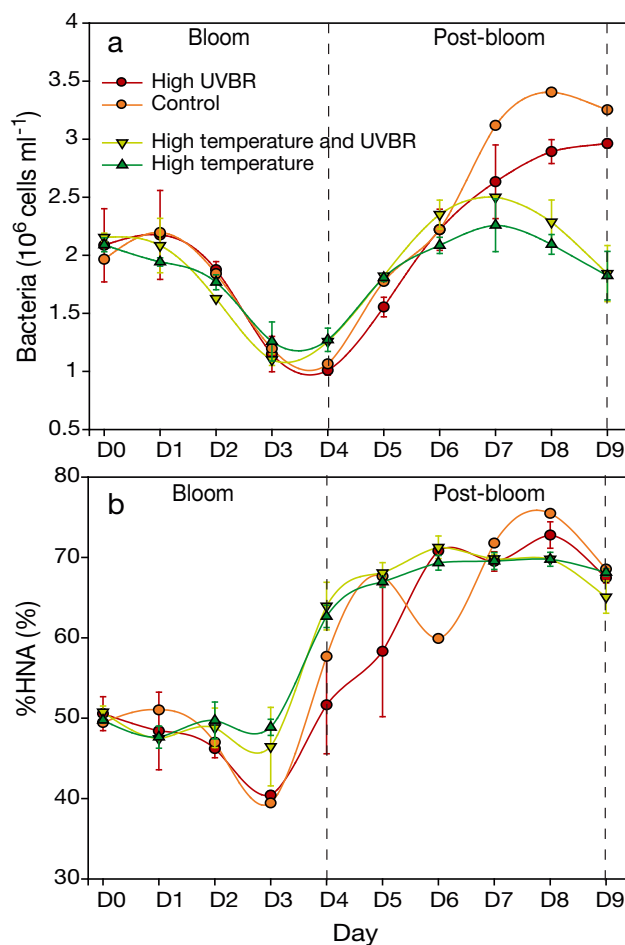 a
Bloom
Post-bloom
High UVBR
Control
High temperature and UVBR
High temperature
Bacteria (10⁶ cells ml⁻¹)
4
3.5
3
2.5
2
1.5
1
0.5
D0 D1 D2 D3 D4 D5 D6 D7 D8 D9
b
Bloom
Post-bloom
%HNA (%)
80
70
60
50
40
30
D0 D1 D2 D3 D4 D5 D6 D7 D8 D9
Day